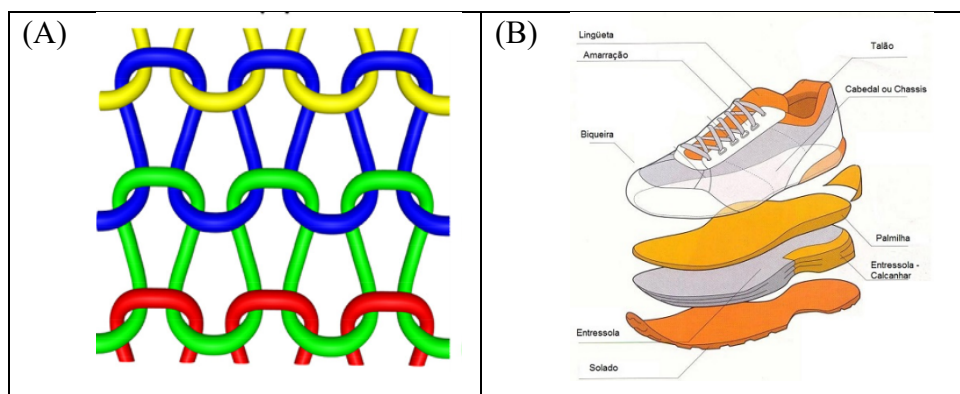 (A)
(B)
Lingüeta
Amarração
Talão
Cabedal ou Chassis
Biqueira
Palmilha
Entressola -
Calcanhar
Entressola
Solado